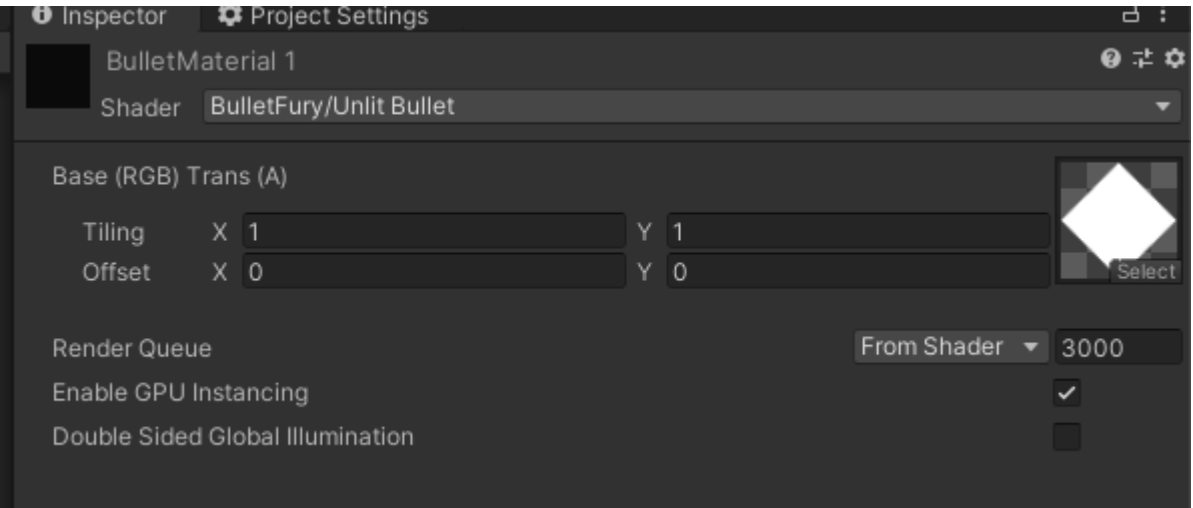 Inspector Project Settings
BulletMaterial 1
Shader BulletFury/Unlit Bullet
Base (RGB) Trans (A)
Tiling X 1 Y 1
Offset X 0 Y 0
Select
Render Queue From Shader 3000
Enable GPU Instancing
Double Sided Global Illumination